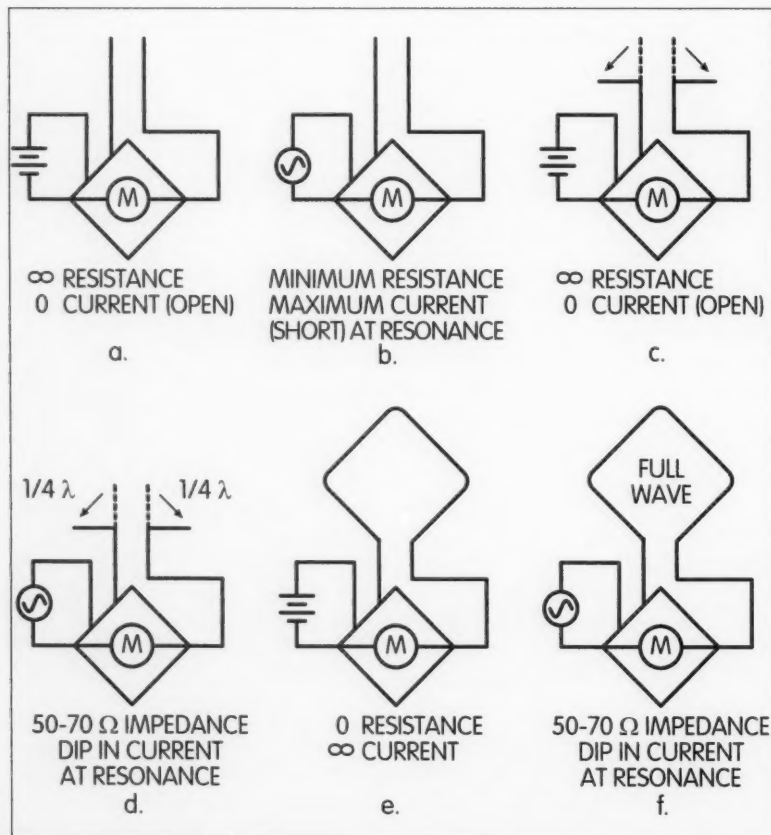 M
∞ RESISTANCE
0 CURRENT (OPEN)
a.
M
MINIMUM RESISTANCE
MAXIMUM CURRENT
(SHORT) AT RESONANCE
b.
M
∞ RESISTANCE
0 CURRENT (OPEN)
c.
1/4 λ 1/4 λ
M
50-70 Ω IMPEDANCE
DIP IN CURRENT
AT RESONANCE
d.
M
0 RESISTANCE
∞ CURRENT
e.
FULL
WAVE
M
50-70 Ω IMPEDANCE
DIP IN CURRENT
AT RESONANCE
f.